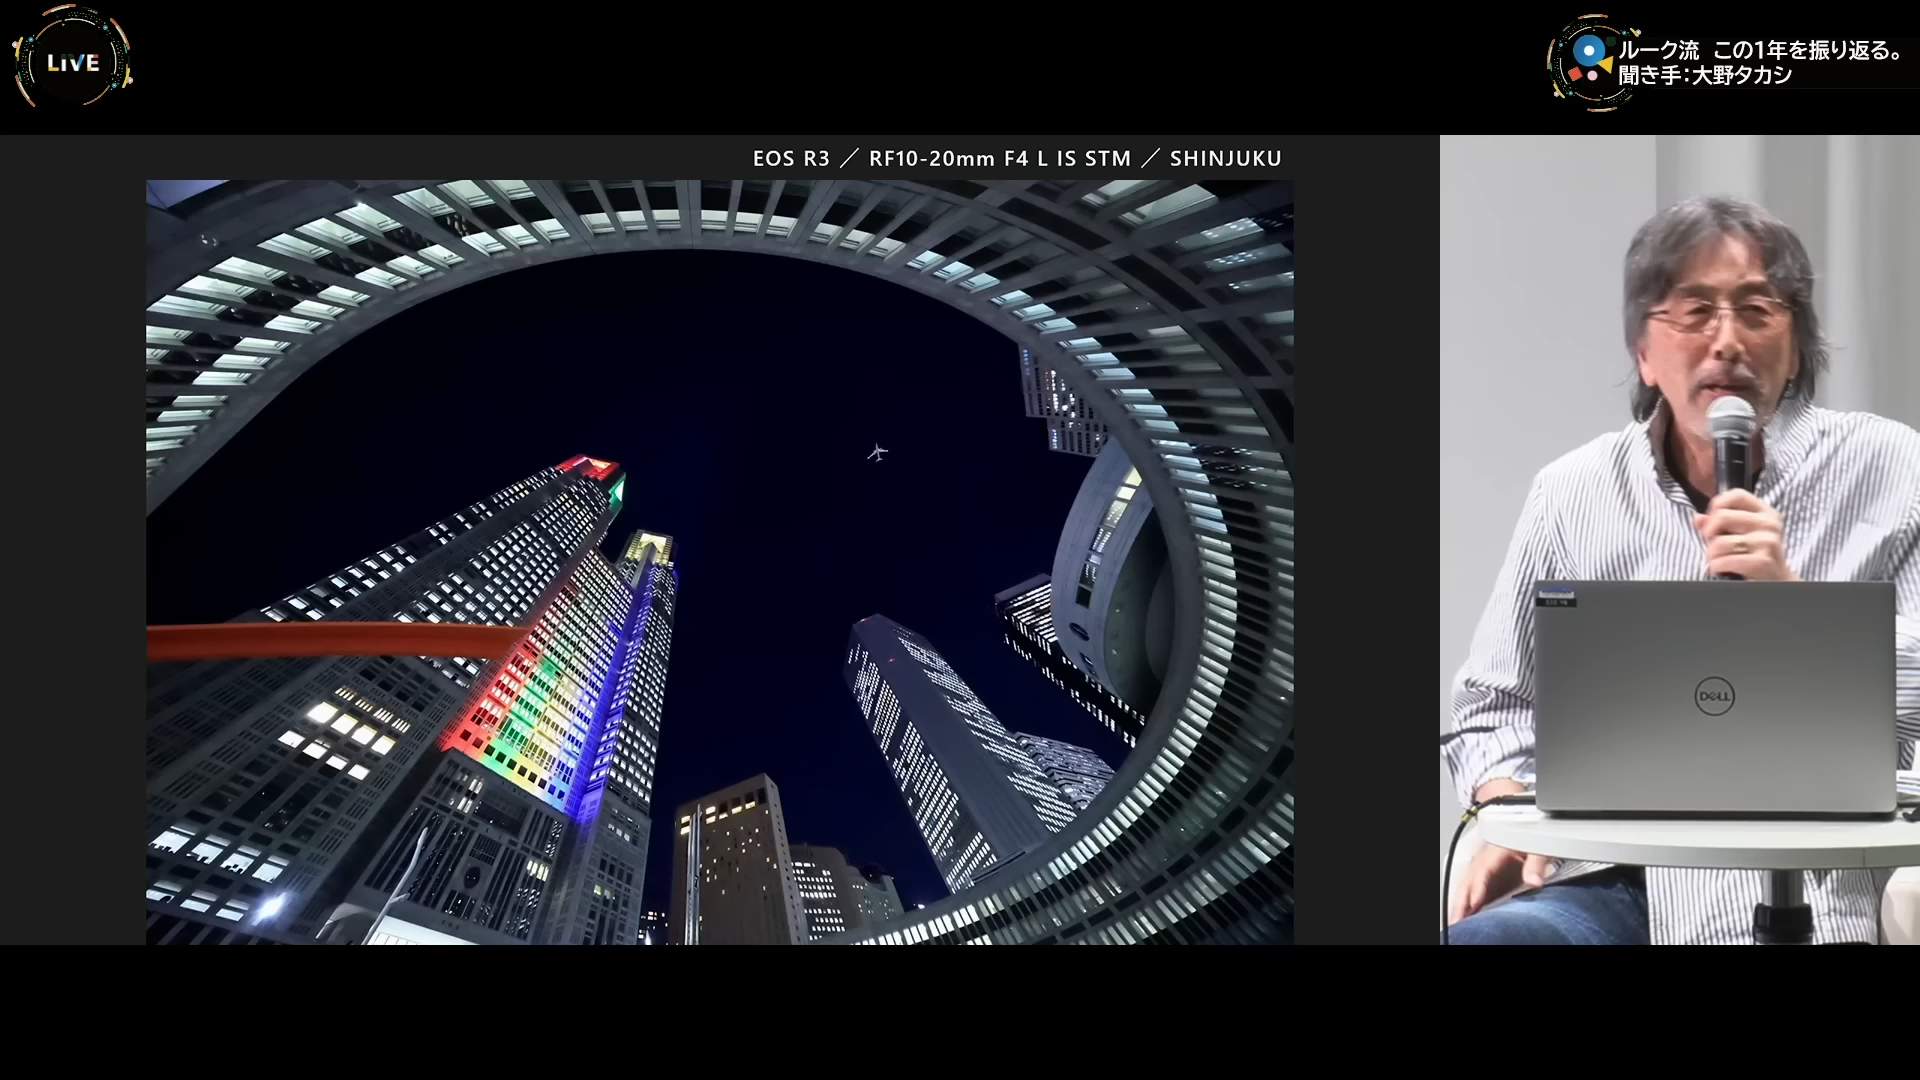 LiVE
ルーク流 この1年を振り返る。
聞き手:大野タカシ
EOS R3 ／ RF10-20mm F4 L IS STM ／ SHINJUKU
DELL